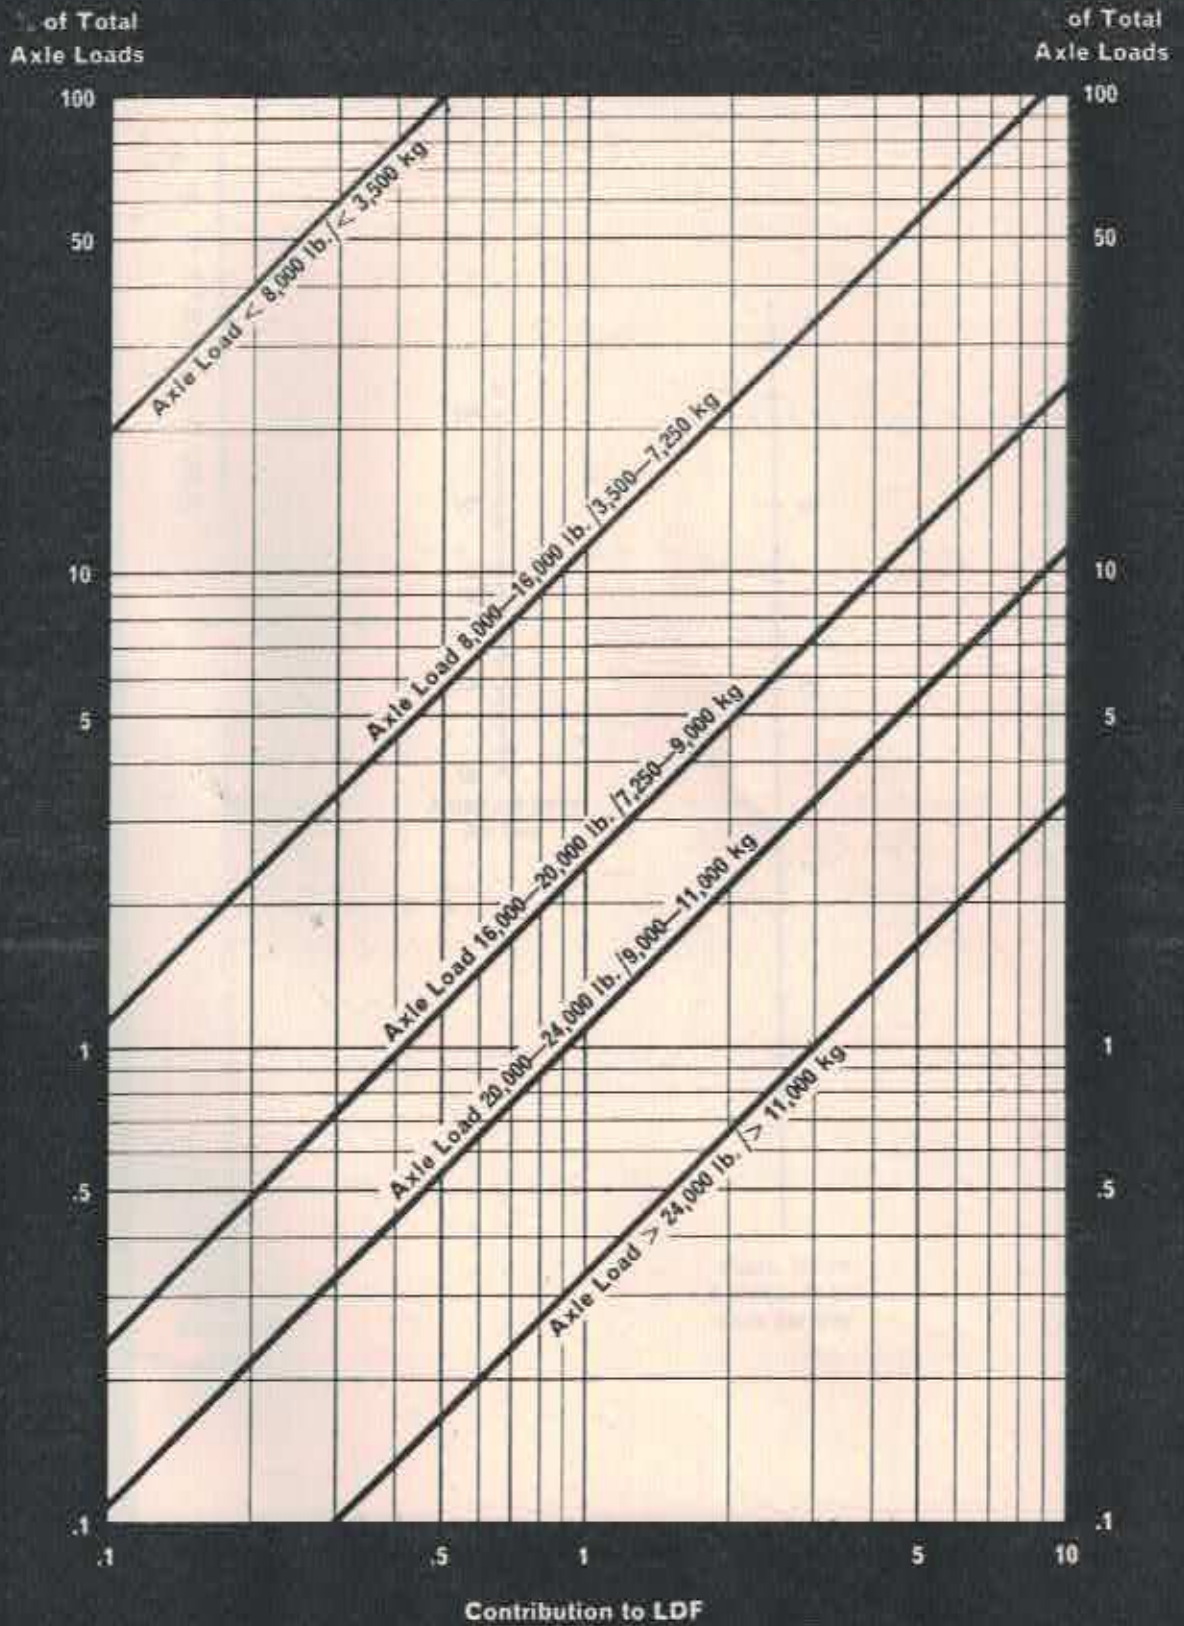 % of Total
Axle Loads
of Total
Axle Loads
100
50
10
5
1
.5
.1
100
50
10
5
1
.5
.1
Axle Load < 8,000 lb./< 3,500 kg
Axle Load 8,000—16,000 lb./3,500—7,250 kg
Axle Load 16,000—20,000 lb./7,250—9,000 kg
Axle Load 20,000—24,000 lb./9,000—11,000 kg
Axle Load > 24,000 lb./> 11,000 kg
.1
.5
1
5
10
Contribution to LDF